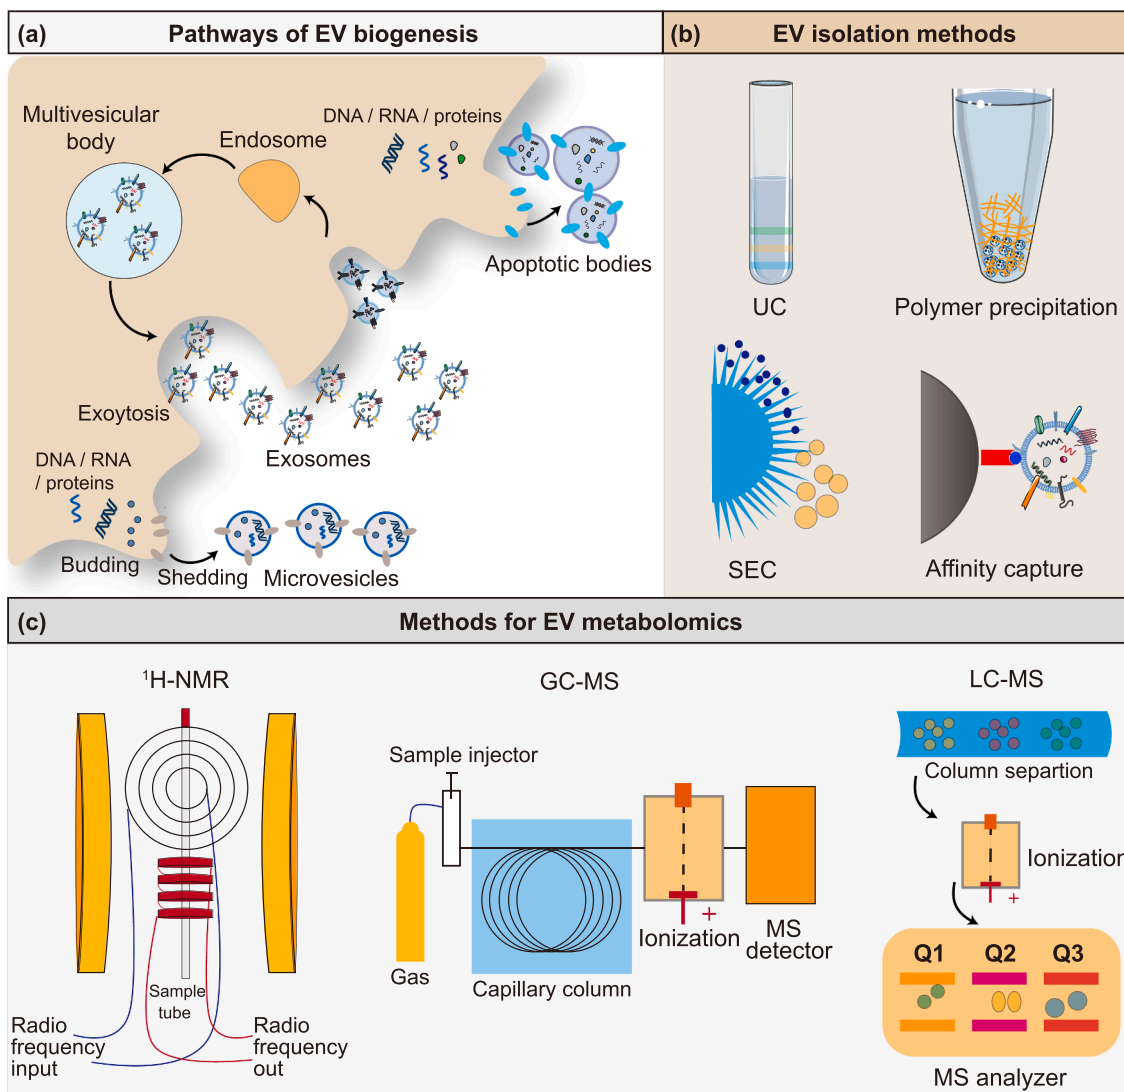 (a) Pathways of EV biogenesis
Multivesicular
body
Endosome
DNA / RNA / proteins
Apoptotic bodies
Exoytosis
Exosomes
DNA / RNA
/ proteins
Budding
Shedding
Microvesicles
(b) EV isolation methods
UC
Polymer precipitation
SEC
Affinity capture
(c) Methods for EV metabolomics
¹H-NMR
Sample
tube
Radio
frequency
input
Radio
frequency
out
GC-MS
Sample injector
Gas
Capillary column
+
Ionization
MS
detector
LC-MS
Column separtion
Ionization
+
Q1 Q2 Q3
MS analyzer